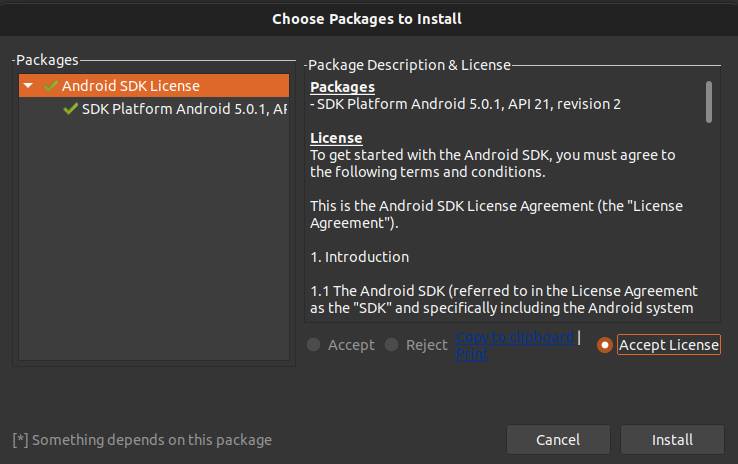 Choose Packages to Install
Packages
Android SDK License
SDK Platform Android 5.0.1, AP
Package Description & License
Packages
- SDK Platform Android 5.0.1, API 21, revision 2
License
To get started with the Android SDK, you must agree to
the following terms and conditions.
This is the Android SDK License Agreement (the "License
Agreement").
1. Introduction
1.1 The Android SDK (referred to in the License Agreement
as the "SDK" and specifically including the Android system
Accept Reject Copy to clipboard | Accept License
Print
[*] Something depends on this package
Cancel Install